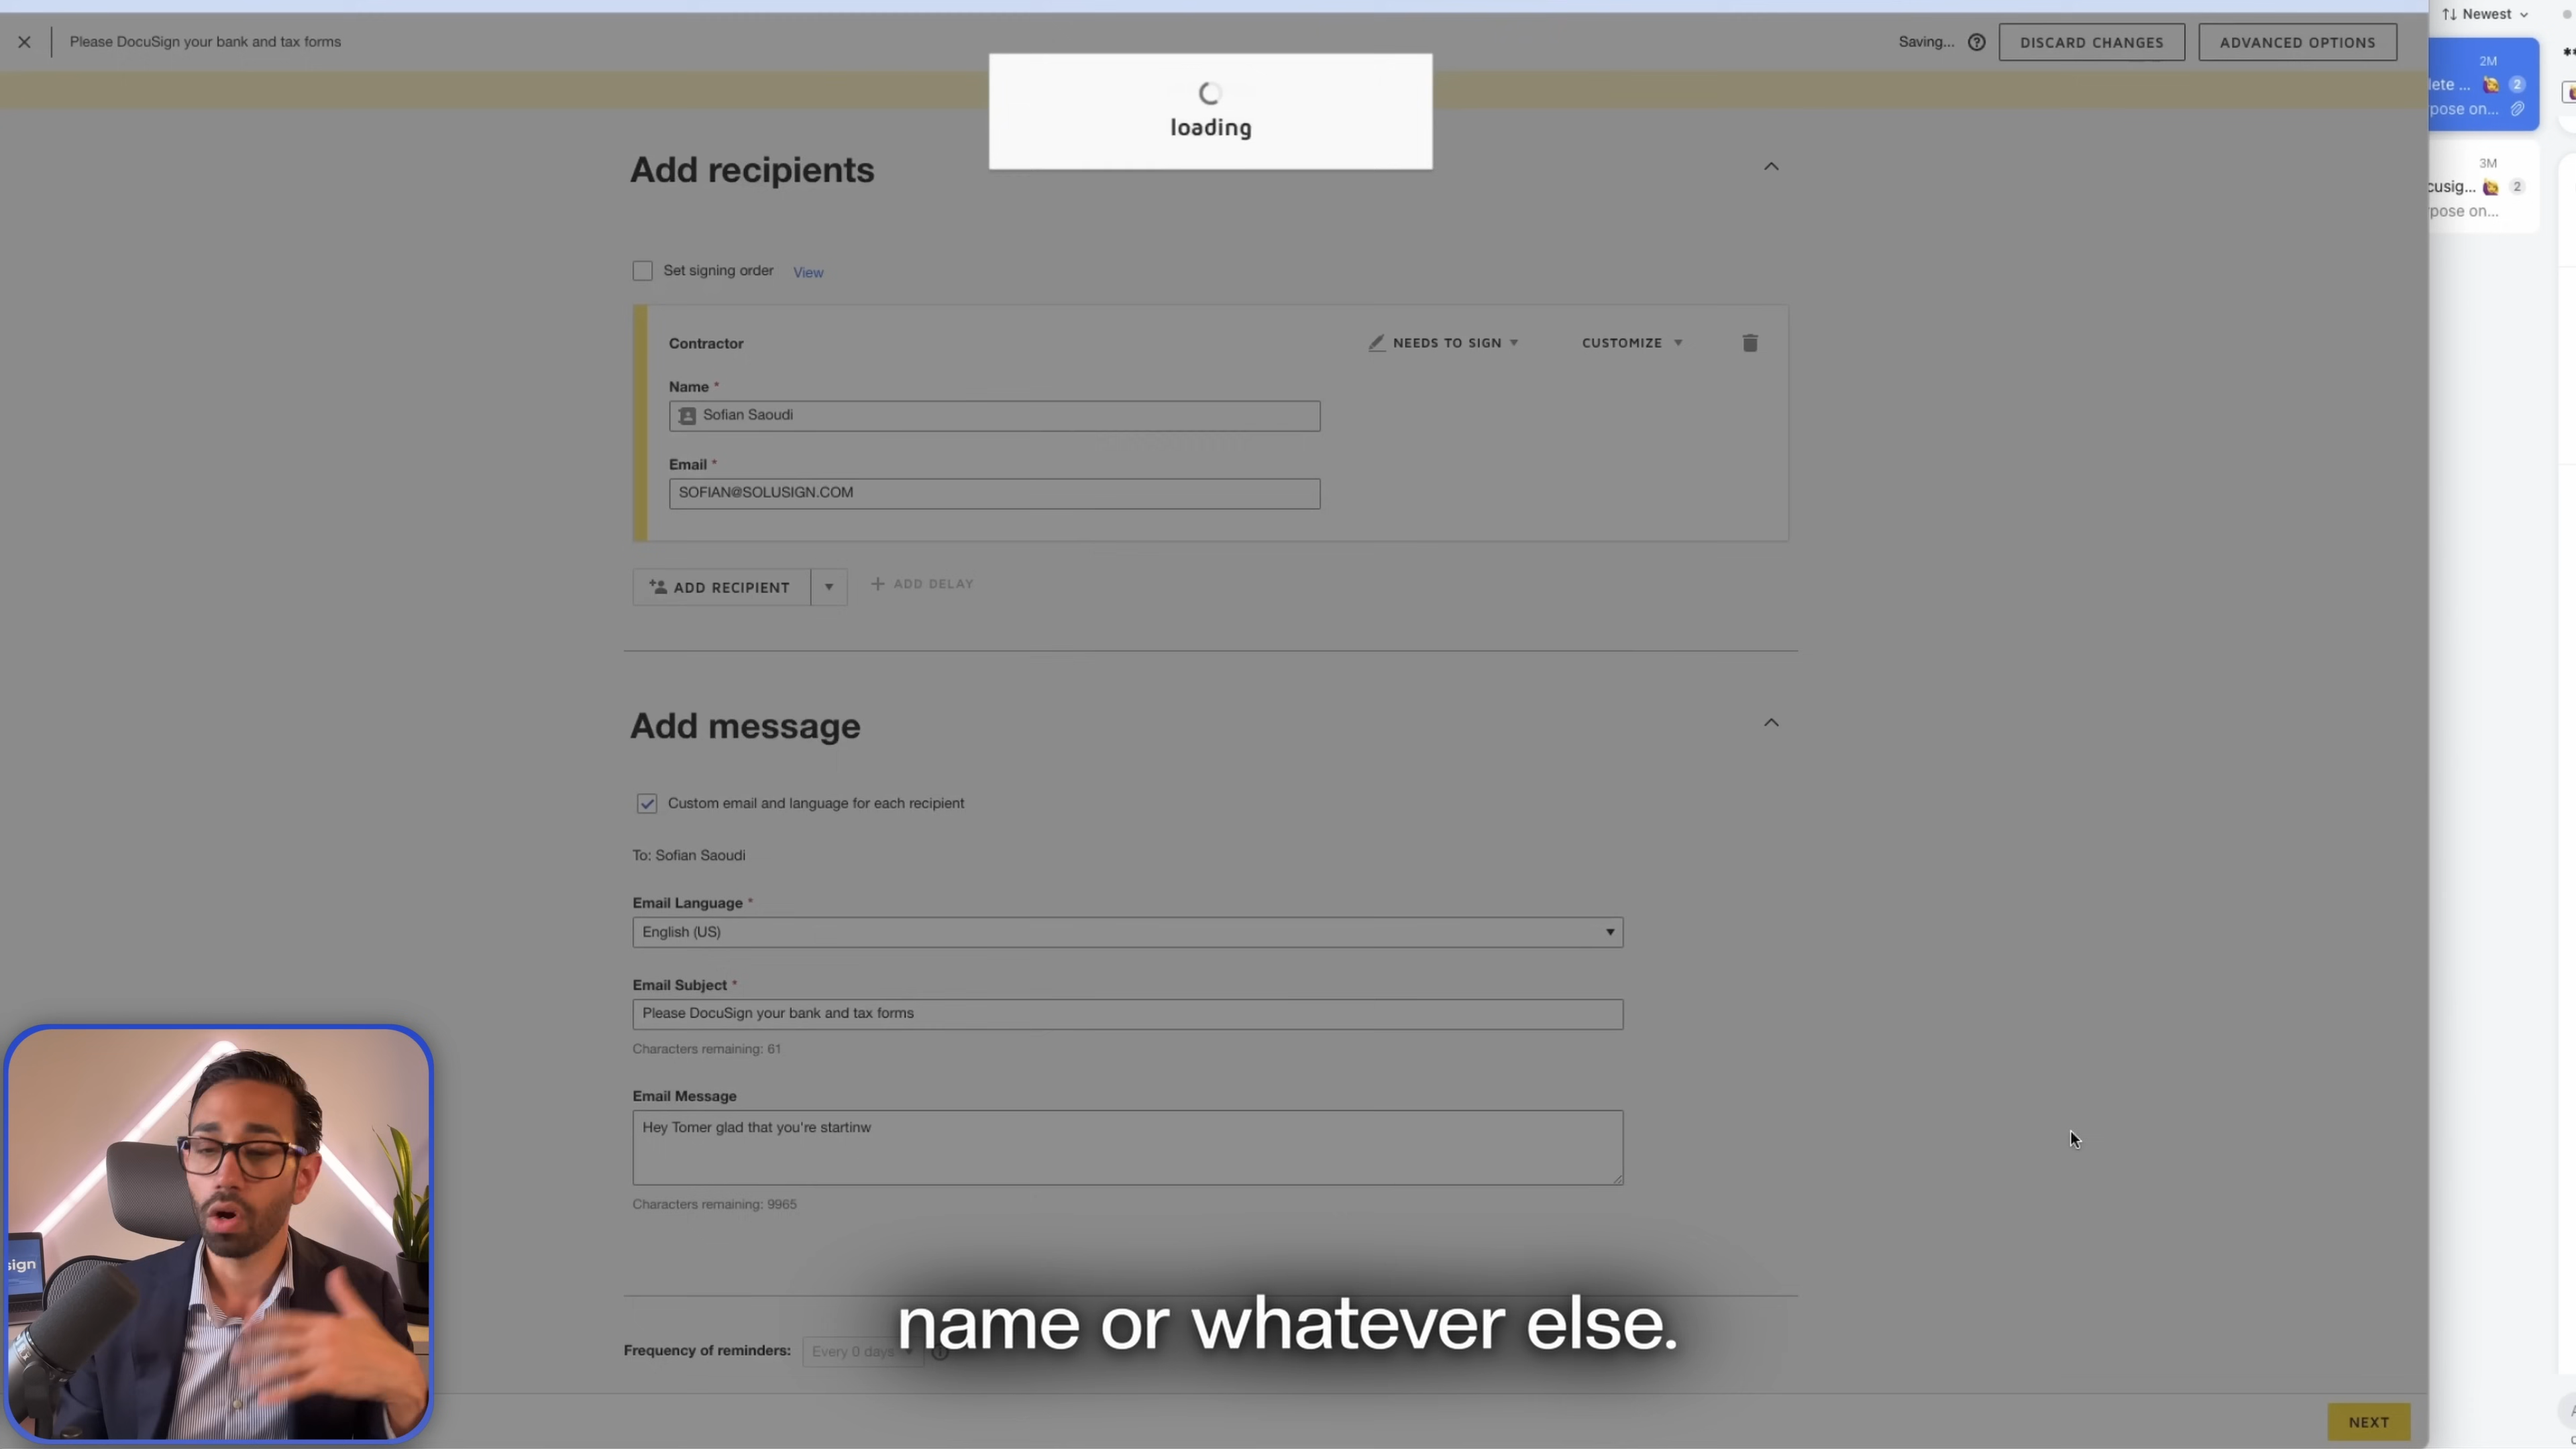 Please DocuSign your bank and tax forms
Saving...
DISCARD CHANGES
ADVANCED OPTIONS
Newest
loading
2M
lete ...
2
pose on...
3M
cusig...
2
pose on...
Add recipients
Set signing order
View
Contractor
NEEDS TO SIGN
CUSTOMIZE
Name *
Sofian Saoudi
Email *
SOFIAN@SOLUSIGN.COM
ADD RECIPIENT
ADD DELAY
Add message
Custom email and language for each recipient
To: Sofian Saoudi
Email Language *
English (US)
Email Subject *
Please DocuSign your bank and tax forms
Characters remaining: 61
Email Message
Hey Tomer glad that you're startinw
Characters remaining: 9965
sign
name or whatever else.
Frequency of reminders:
Every 0 days
NEXT